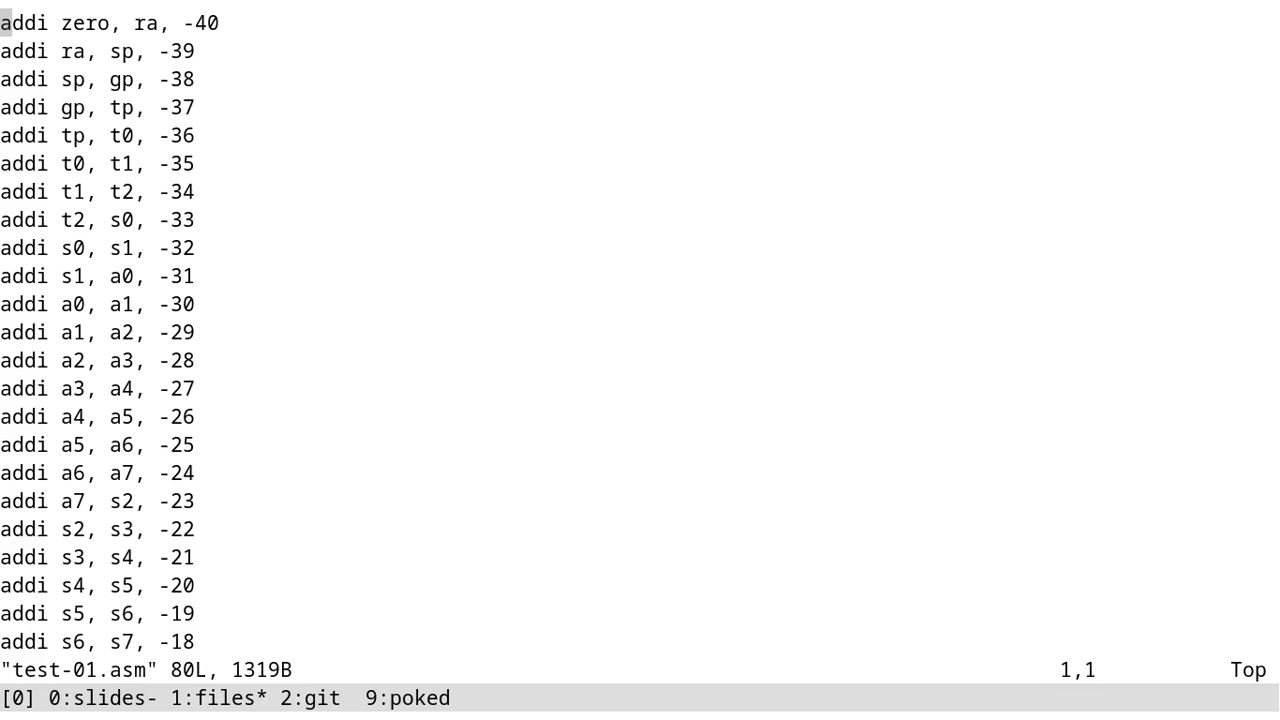 addi zero, ra, -40
addi ra, sp, -39
addi sp, gp, -38
addi gp, tp, -37
addi tp, t0, -36
addi t0, t1, -35
addi t1, t2, -34
addi t2, s0, -33
addi s0, s1, -32
addi s1, a0, -31
addi a0, a1, -30
addi a1, a2, -29
addi a2, a3, -28
addi a3, a4, -27
addi a4, a5, -26
addi a5, a6, -25
addi a6, a7, -24
addi a7, s2, -23
addi s2, s3, -22
addi s3, s4, -21
addi s4, s5, -20
addi s5, s6, -19
addi s6, s7, -18
"test-01.asm" 80L, 1319B 1,1 Top
[0] 0:slides- 1:files* 2:git  9:poked